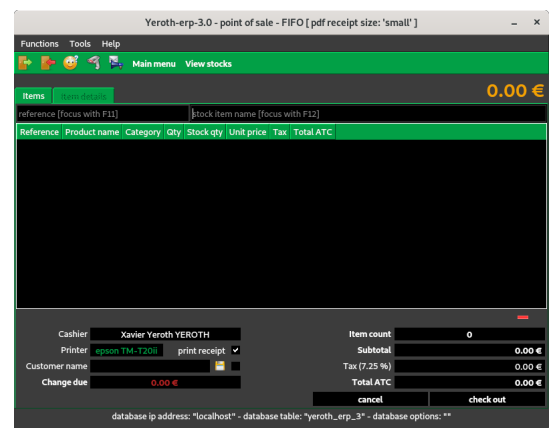 Yeroth-erp-3.0 - point of sale - FIFO [ pdf receipt size: 'small' ]
Functions Tools Help
Main menu View stocks
0.00 €
Items Item details
reference [focus with F11] stock item name [focus with F12]
Reference Product name Category Qty Stock qty Unit price Tax Total ATC
Cashier Xavier Yeroth YEROTH Item count 0
Printer epson TM-T20ii print receipt Subtotal 0.00 €
Customer name Tax (7.25 %) 0.00 €
Change due 0.00 € Total ATC 0.00 €
cancel check out
database ip address: "localhost" - database table: "yeroth_erp_3" - database options: ""